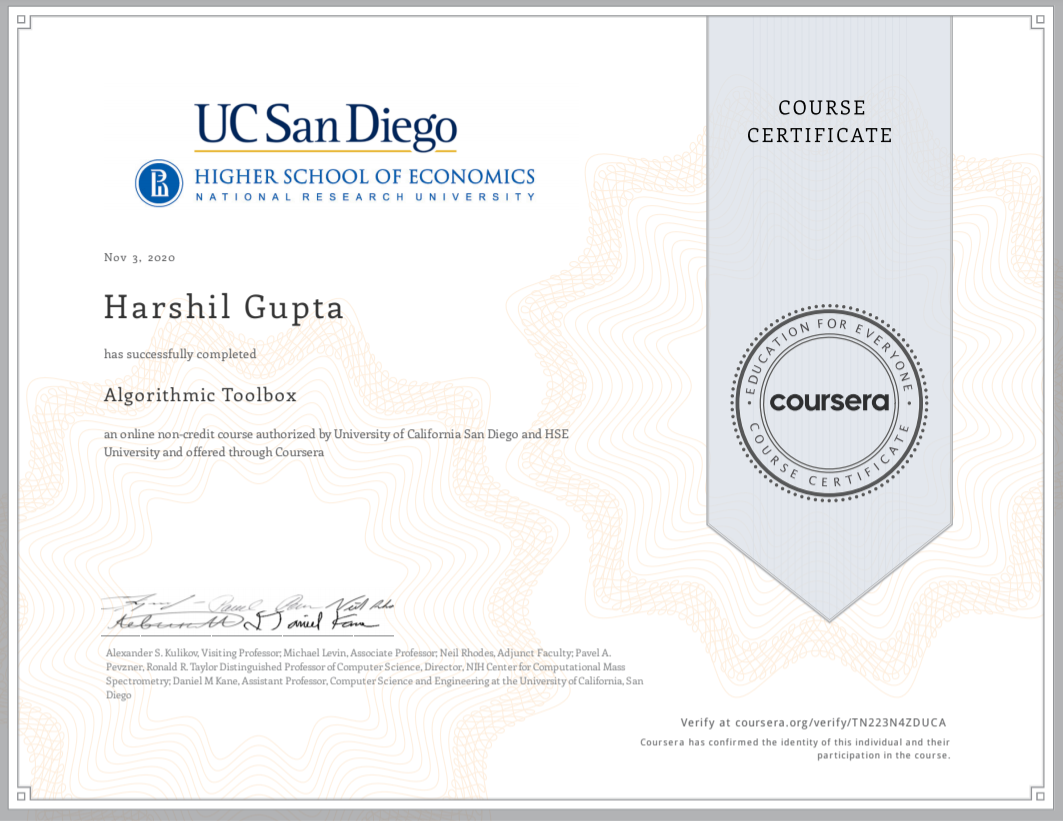 COURSE
CERTIFICATE
UC San Diego
HIGHER SCHOOL OF ECONOMICS
NATIONAL RESEARCH UNIVERSITY
Nov 3, 2020
Harshil Gupta
has successfully completed
Algorithmic Toolbox
an online non-credit course authorized by University of California San Diego and HSE
University and offered through Coursera
EDUCATION FOR EVERYONE
coursera
COURSE CERTIFICATE
Daniel Kane
Alexander S. Kulikov, Visiting Professor; Michael Levin, Associate Professor; Neil Rhodes, Adjunct Faculty; Pavel A.
Pevzner, Ronald R. Taylor Distinguished Professor of Computer Science, Director, NIH Center for Computational Mass
Spectrometry; Daniel M Kane, Assistant Professor, Computer Science and Engineering at the University of California, San
Diego
Verify at coursera.org/verify/TN223N4ZDUCA
Coursera has confirmed the identity of this individual and their
participation in the course.